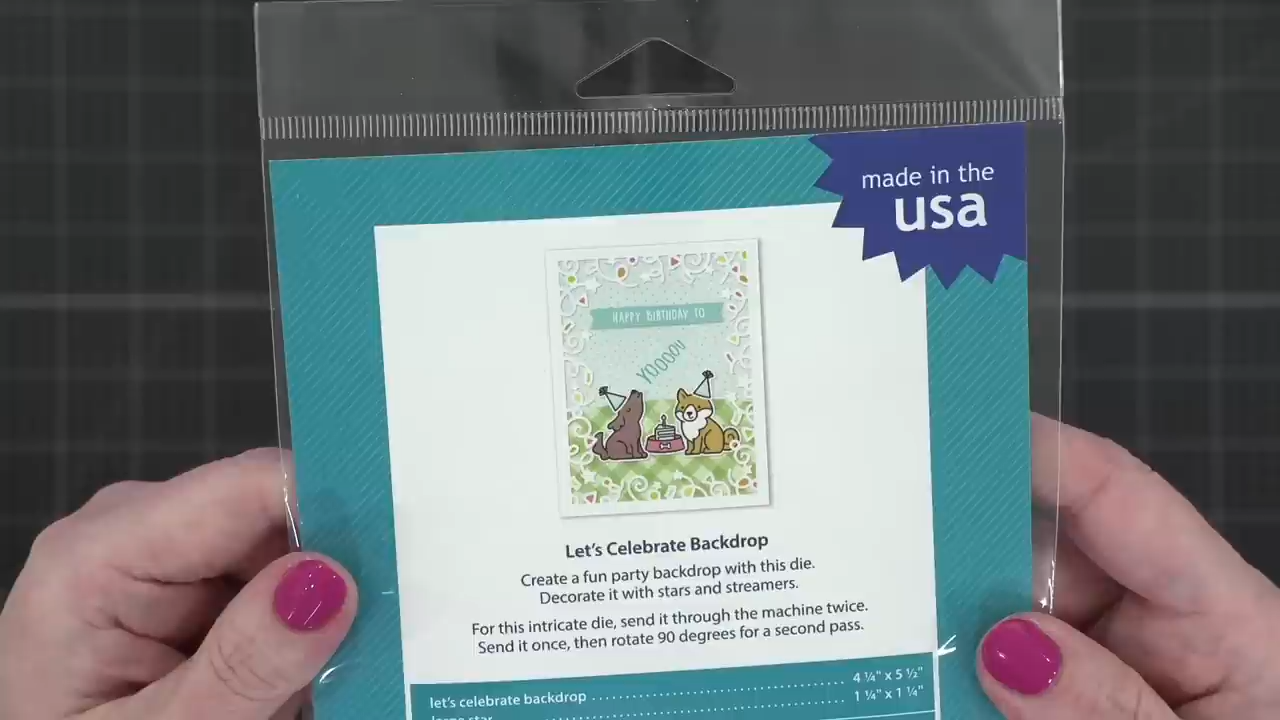 made in the
usa
HAPPY BIRTHDAY TO
YOOOOU
Let's Celebrate Backdrop
Create a fun party backdrop with this die.
Decorate it with stars and streamers.
For this intricate die, send it through the machine twice.
Send it once, then rotate 90 degrees for a second pass.
let's celebrate backdrop 4 ¼" x 5 ½"
large star 1 ¼" x 1 ¼"